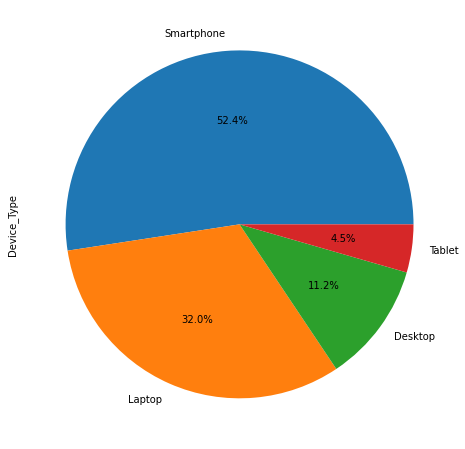 Smartphone
52.4%
Device_Type
4.5%
Tablet
11.2%
32.0%
Desktop
Laptop